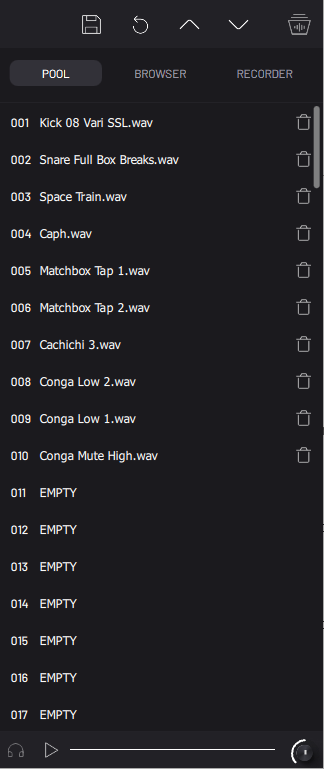 POOL BROWSER RECORDER
001 Kick 08 Vari SSL.wav
002 Snare Full Box Breaks.wav
003 Space Train.wav
004 Caph.wav
005 Matchbox Tap 1.wav
006 Matchbox Tap 2.wav
007 Cachichi 3.wav
008 Conga Low 2.wav
009 Conga Low 1.wav
010 Conga Mute High.wav
011 EMPTY
012 EMPTY
013 EMPTY
014 EMPTY
015 EMPTY
016 EMPTY
017 EMPTY